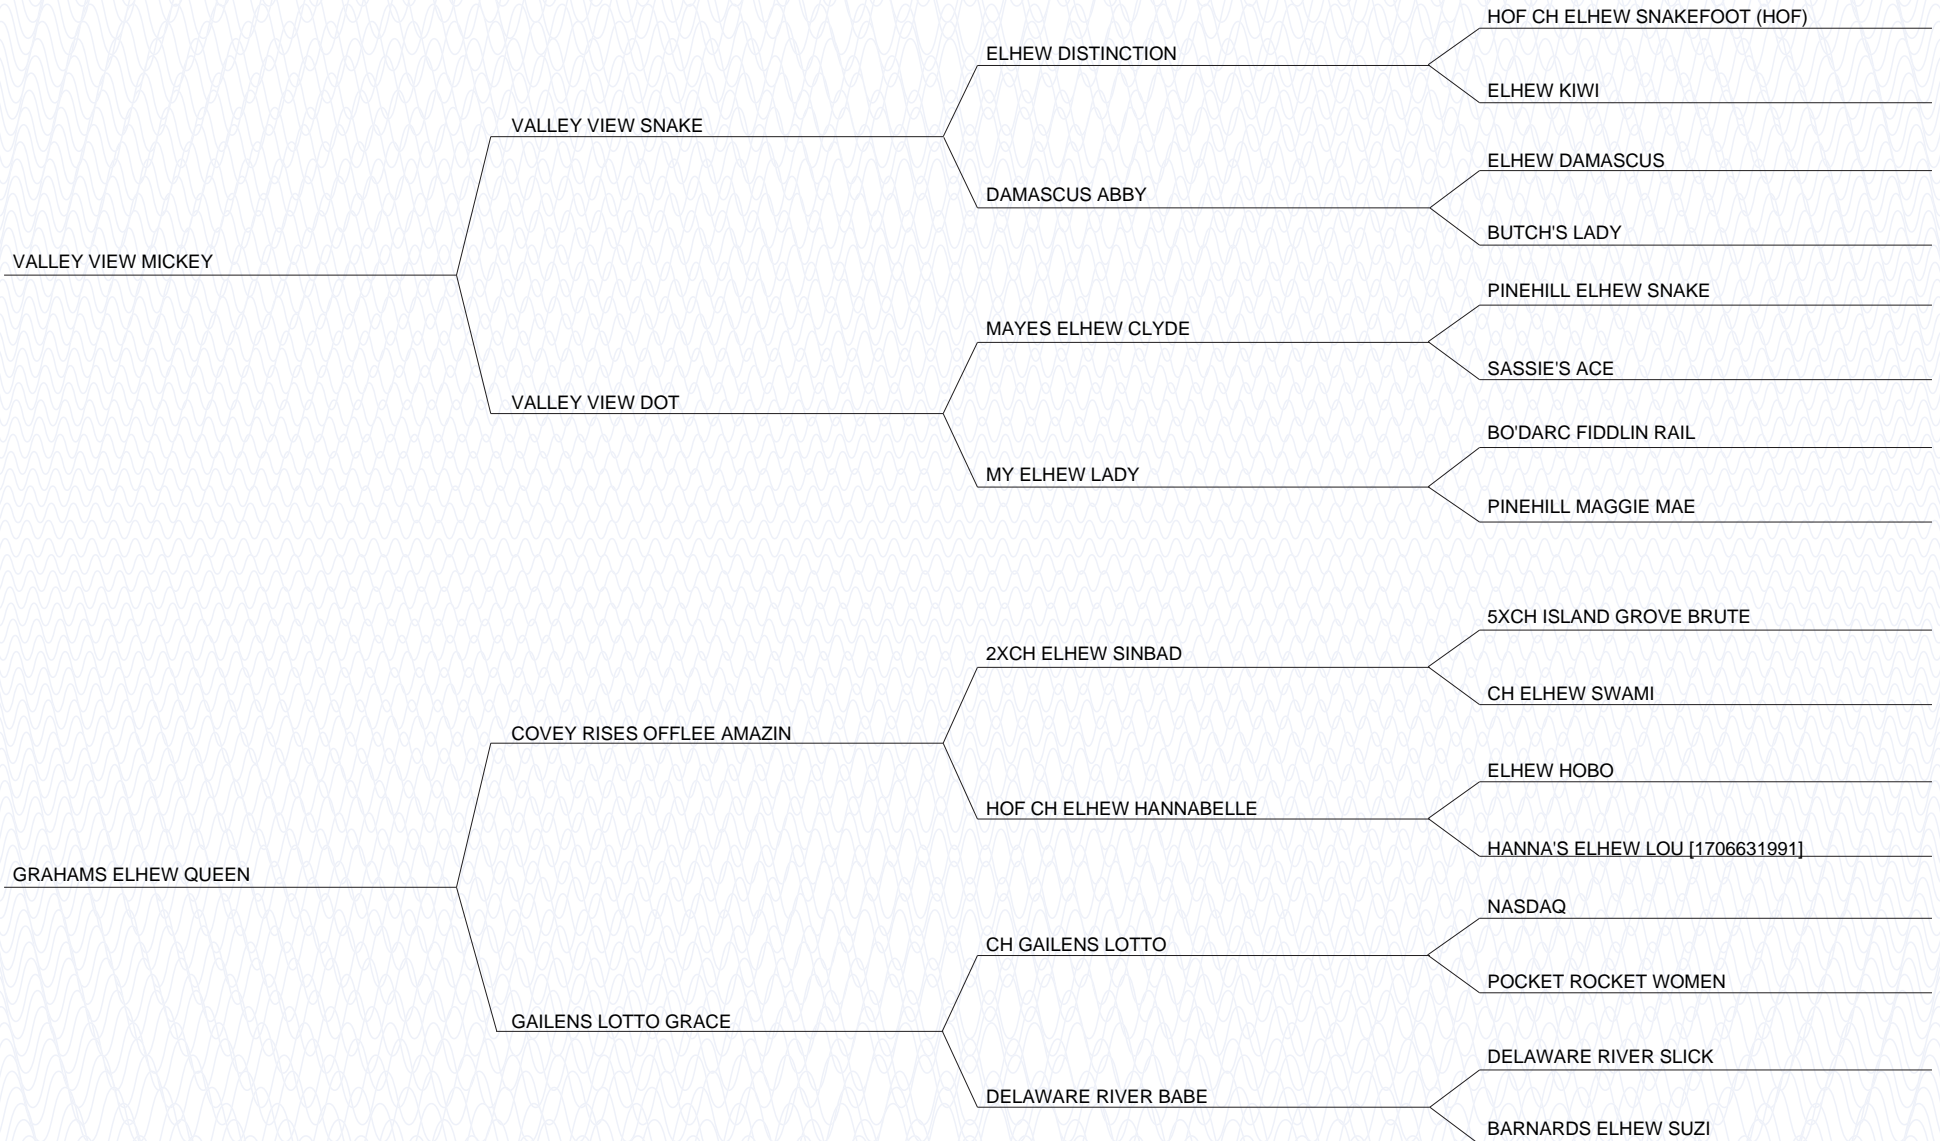 HOF CH ELHEW SNAKEFOOT (HOF)
ELHEW DISTINCTION
ELHEW KIWI
VALLEY VIEW SNAKE
ELHEW DAMASCUS
DAMASCUS ABBY
BUTCH'S LADY
VALLEY VIEW MICKEY
PINEHILL ELHEW SNAKE
MAYES ELHEW CLYDE
SASSIE'S ACE
VALLEY VIEW DOT
BO'DARC FIDDLIN RAIL
MY ELHEW LADY
PINEHILL MAGGIE MAE
5XCH ISLAND GROVE BRUTE
2XCH ELHEW SINBAD
CH ELHEW SWAMI
COVEY RISES OFFLEE AMAZIN
ELHEW HOBO
HOF CH ELHEW HANNABELLE
HANNA'S ELHEW LOU [1706631991]
GRAHAMS ELHEW QUEEN
NASDAQ
CH GAILENS LOTTO
POCKET ROCKET WOMEN
GAILENS LOTTO GRACE
DELAWARE RIVER SLICK
DELAWARE RIVER BABE
BARNARDS ELHEW SUZI